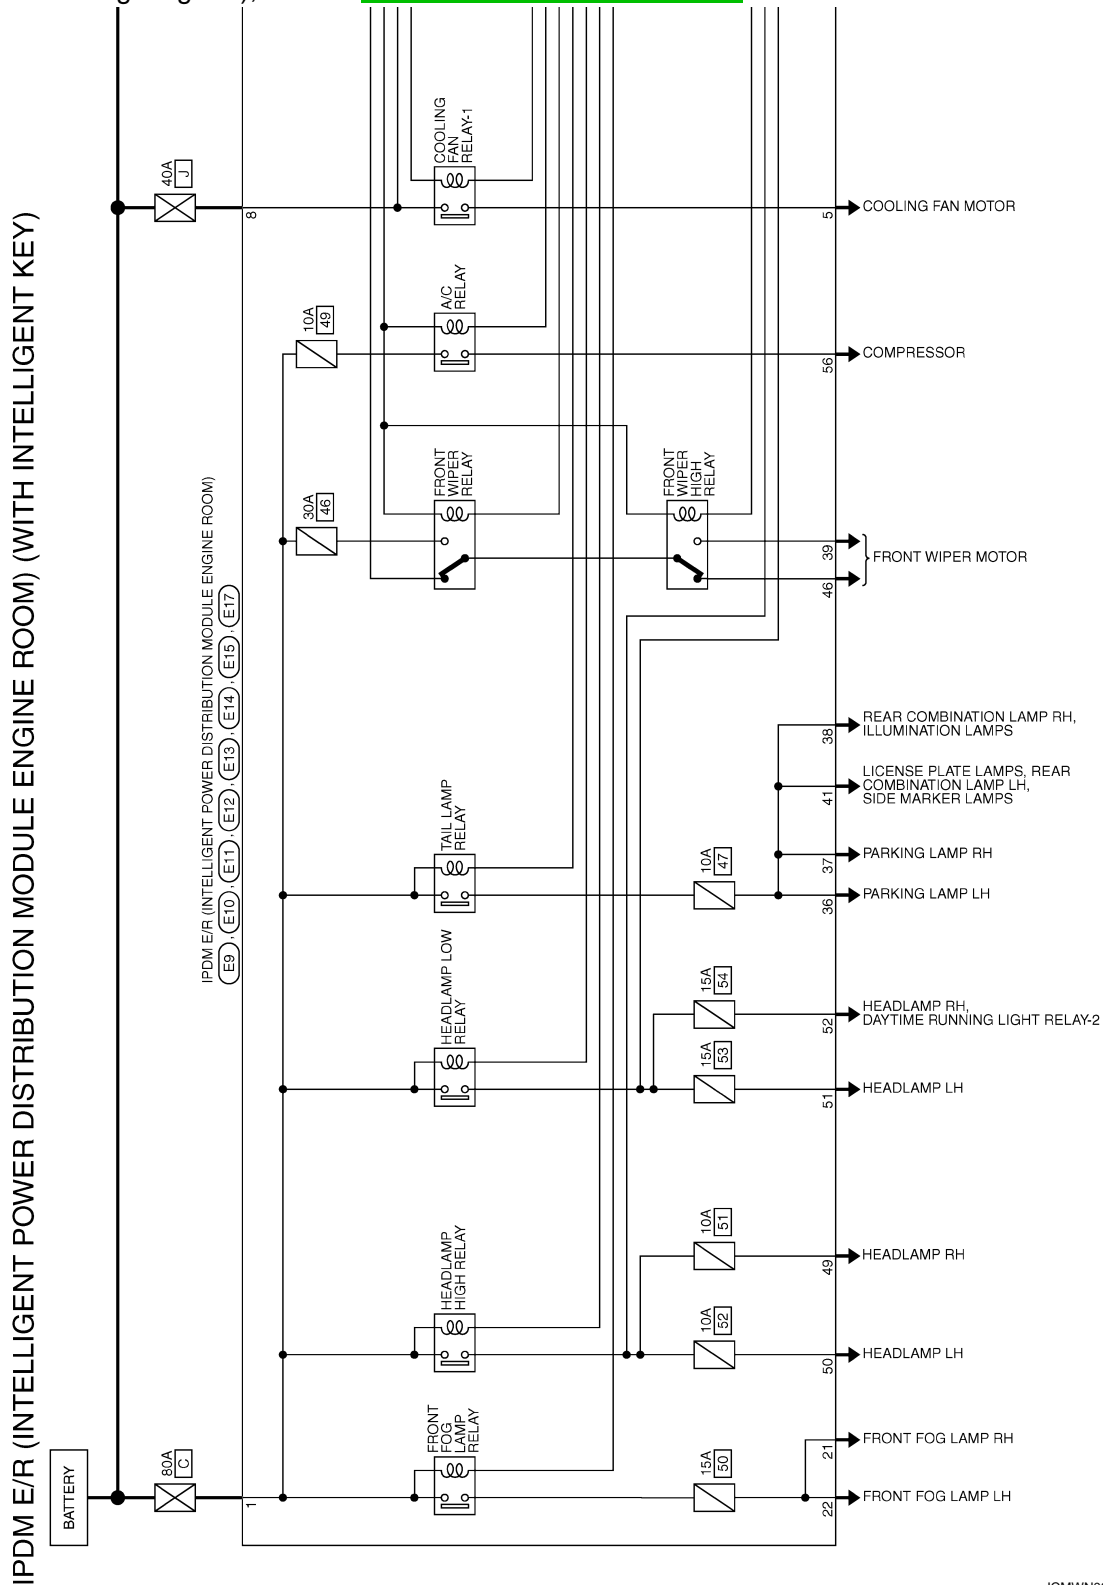 IPDM E/R (INTELLIGENT POWER DISTRIBUTION MODULE ENGINE ROOM) (WITH INTELLIGENT KEY)
BATTERY
80A
C
40A
J
IPDM E/R (INTELLIGENT POWER DISTRIBUTION MODULE ENGINE ROOM)
E9 , E10 , E11 , E12 , E13 , E14 , E15 , E17
1
8
10A
49
30A
46
COOLING
FAN
RELAY-1
A/C
RELAY
FRONT
WIPER
RELAY
FRONT
WIPER
HIGH
RELAY
TAIL LAMP
RELAY
HEADLAMP LOW
RELAY
HEADLAMP
HIGH RELAY
FRONT
FOG
LAMP
RELAY
10A
47
15A
54
15A
53
10A
51
10A
52
15A
50
5
COOLING FAN MOTOR
56
COMPRESSOR
39
46
FRONT WIPER MOTOR
38
REAR COMBINATION LAMP RH,
ILLUMINATION LAMPS
41
LICENSE PLATE LAMPS, REAR
COMBINATION LAMP LH,
SIDE MARKER LAMPS
37
PARKING LAMP RH
36
PARKING LAMP LH
52
HEADLAMP RH,
DAYTIME RUNNING LIGHT RELAY-2
51
HEADLAMP LH
49
HEADLAMP RH
50
HEADLAMP LH
21
FRONT FOG LAMP RH
22
FRONT FOG LAMP LH